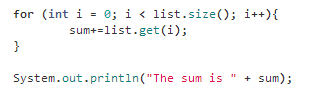 for (int i = 0; i < list.size(); i++){
        sum+=list.get(i);
}

System.out.println("The sum is " + sum);